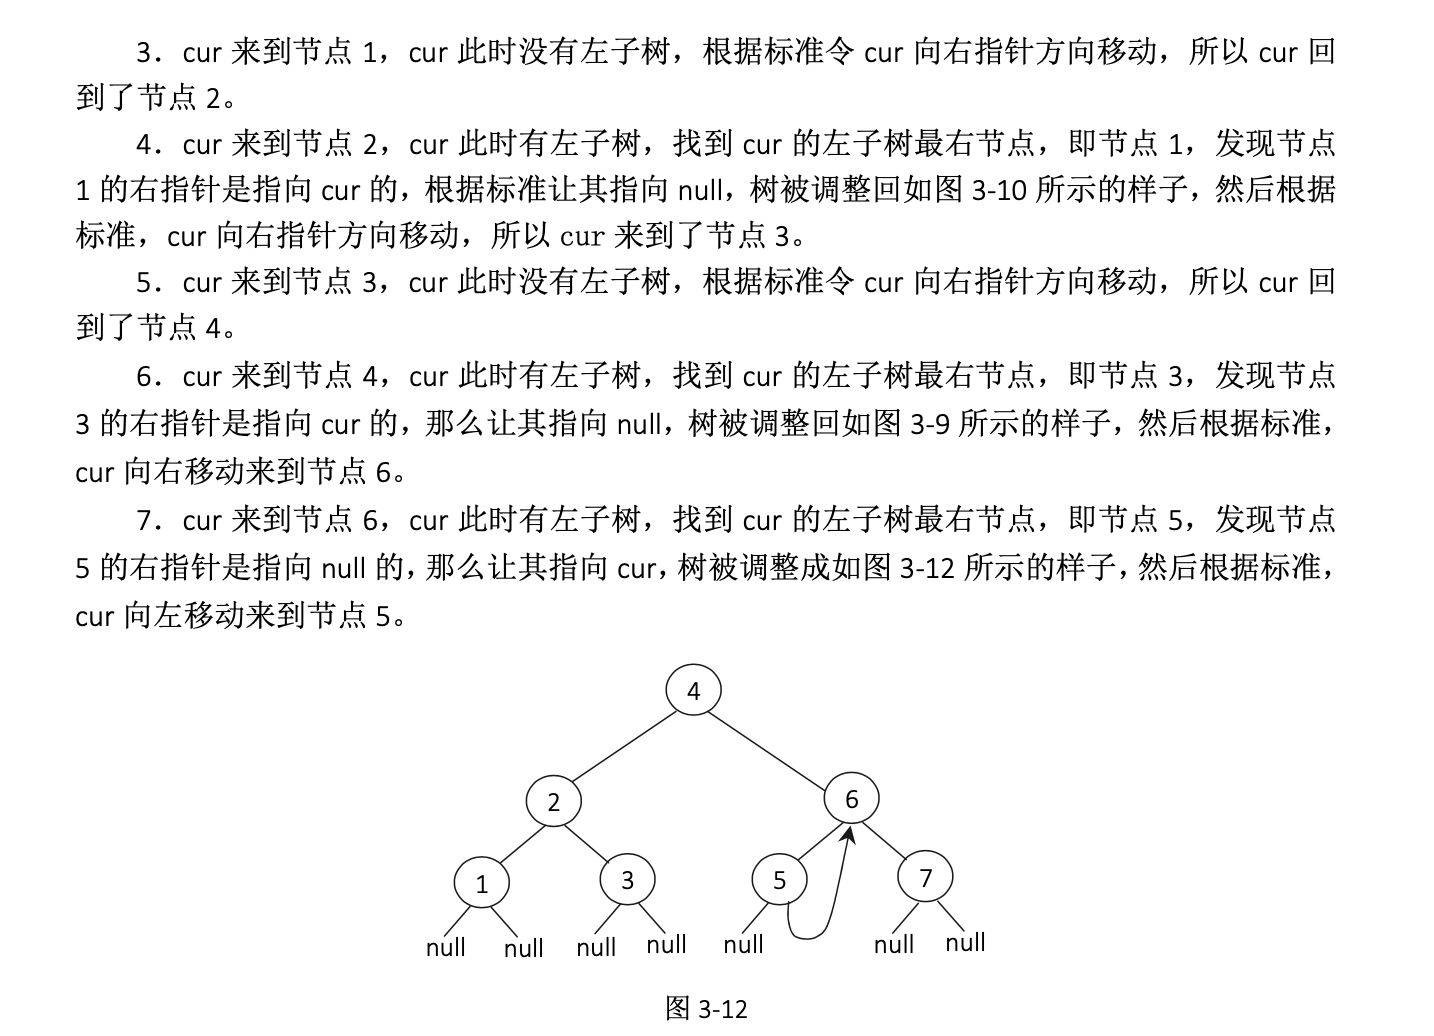 3．cur 来到节点 1，cur 此时没有左子树，根据标准令 cur 向右指针方向移动，所以 cur 回
到了节点 2。
4．cur 来到节点 2，cur 此时有左子树，找到 cur 的左子树最右节点，即节点 1，发现节点
1 的右指针是指向 cur 的，根据标准让其指向 null，树被调整回如图 3-10 所示的样子，然后根据
标准，cur 向右指针方向移动，所以 cur 来到了节点 3。
5．cur 来到节点 3，cur 此时没有左子树，根据标准令 cur 向右指针方向移动，所以 cur 回
到了节点 4。
6．cur 来到节点 4，cur 此时有左子树，找到 cur 的左子树最右节点，即节点 3，发现节点
3 的右指针是指向 cur 的，那么让其指向 null，树被调整回如图 3-9 所示的样子，然后根据标准，
cur 向右移动来到节点 6。
7．cur 来到节点 6，cur 此时有左子树，找到 cur 的左子树最右节点，即节点 5，发现节点
5 的右指针是指向 null 的，那么让其指向 cur，树被调整成如图 3-12 所示的样子，然后根据标准，
cur 向左移动来到节点 5。
4
2 6
1 3 5 7
null null null null null null null
图 3-12